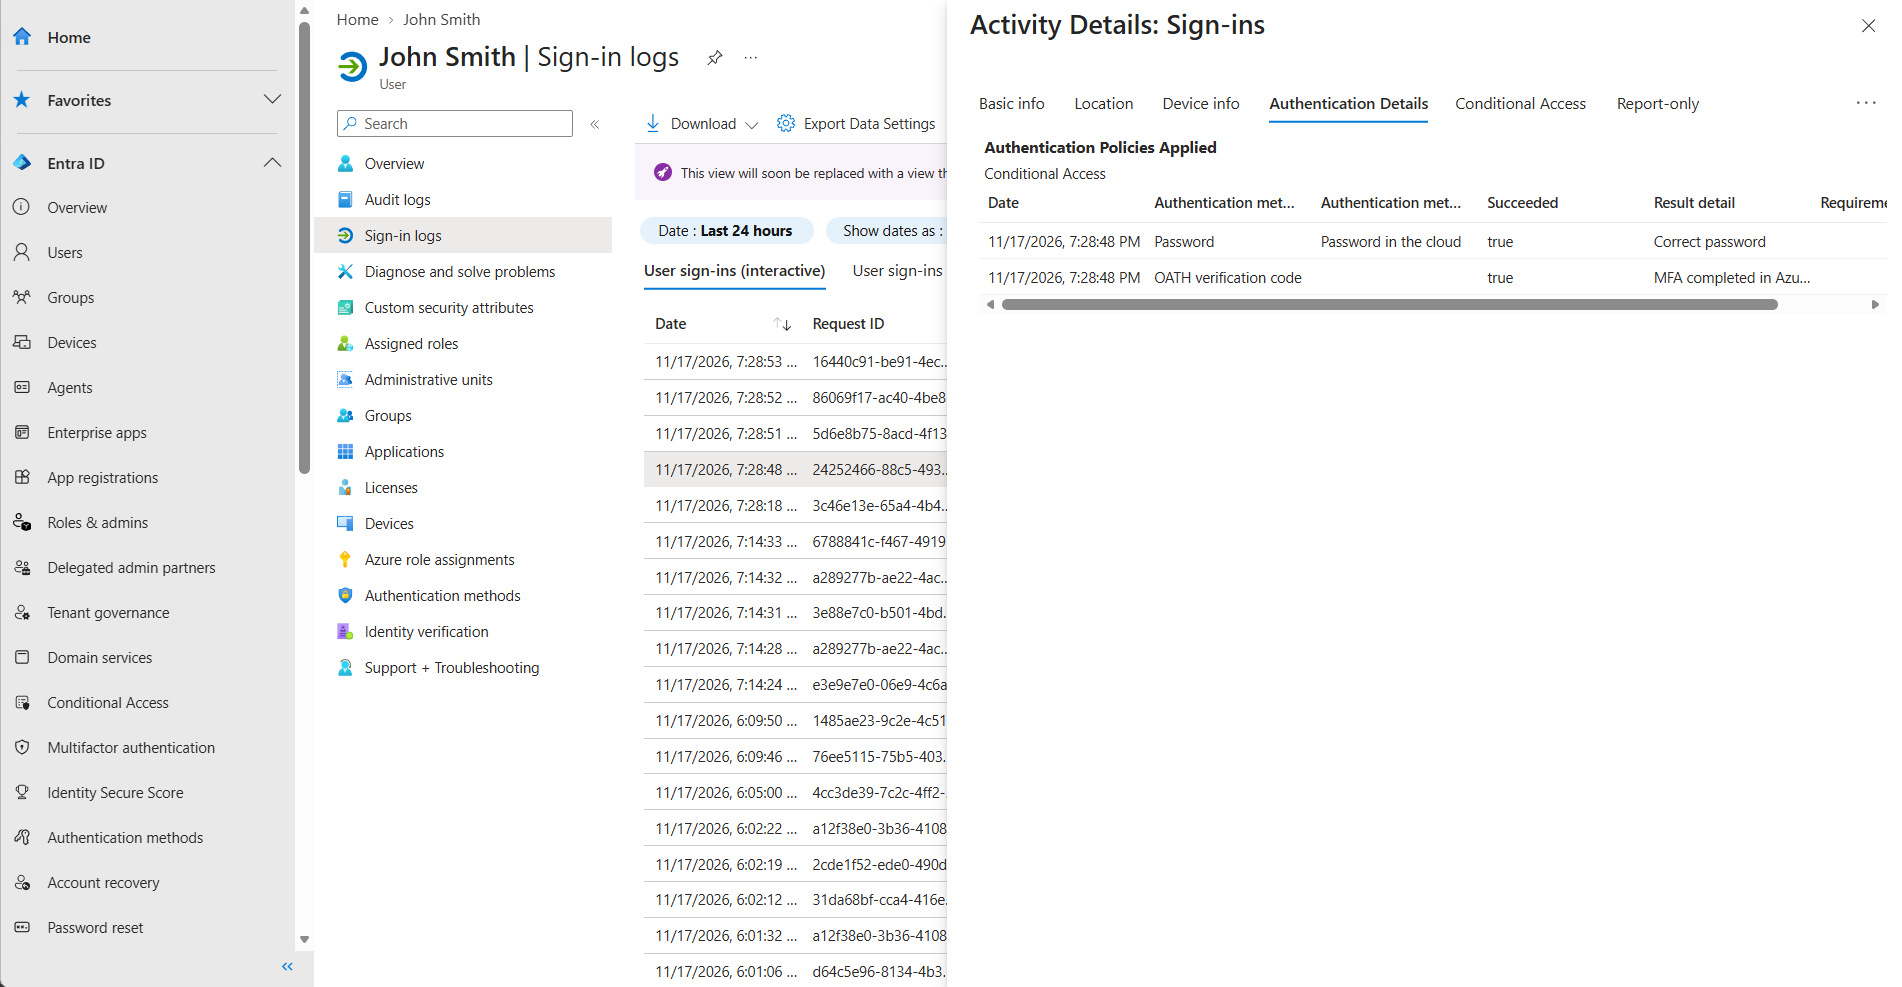 Home
Favorites
Entra ID
Overview
Users
Groups
Devices
Agents
Enterprise apps
App registrations
Roles & admins
Delegated admin partners
Tenant governance
Domain services
Conditional Access
Multifactor authentication
Identity Secure Score
Authentication methods
Account recovery
Password reset
Home > John Smith
John Smith | Sign-in logs
User
Search
Overview
Audit logs
Sign-in logs
Diagnose and solve problems
Custom security attributes
Assigned roles
Administrative units
Groups
Applications
Licenses
Devices
Azure role assignments
Authentication methods
Identity verification
Support + Troubleshooting
Download Export Data Settings
This view will soon be replaced with a view th
Date : Last 24 hours Show dates as :
User sign-ins (interactive) User sign-ins
Date Request ID
11/17/2026, 7:28:53 ... 16440c91-be91-4ec...
11/17/2026, 7:28:52 ... 86069f17-ac40-4be8
11/17/2026, 7:28:51 ... 5d6e8b75-8acd-4f13
11/17/2026, 7:28:48 ... 24252466-88c5-493...
11/17/2026, 7:28:18 ... 3c46e13e-65a4-4b4...
11/17/2026, 7:14:33 ... 6788841c-f467-4919
11/17/2026, 7:14:32 ... a289277b-ae22-4ac...
11/17/2026, 7:14:31 ... 3e88e7c0-b501-4bd...
11/17/2026, 7:14:28 ... a289277b-ae22-4ac...
11/17/2026, 7:14:24 ... e3e9e7e0-06e9-4c6a
11/17/2026, 6:09:50 ... 1485ae23-9c2e-4c51
11/17/2026, 6:09:46 ... 76ee5115-75b5-403...
11/17/2026, 6:05:00 ... 4cc3de39-7c2c-4ff2-
11/17/2026, 6:02:22 ... a12f38e0-3b36-4108
11/17/2026, 6:02:19 ... 2cde1f52-ede0-490d
11/17/2026, 6:02:12 ... 31da68bf-cca4-416e
11/17/2026, 6:01:32 ... a12f38e0-3b36-4108
11/17/2026, 6:01:06 ... d64c5e96-8134-4b3...
Activity Details: Sign-ins
Basic info Location Device info Authentication Details Conditional Access Report-only
Authentication Policies Applied
Conditional Access
Date Authentication met... Authentication met... Succeeded Result detail Requireme
11/17/2026, 7:28:48 PM Password Password in the cloud true Correct password
11/17/2026, 7:28:48 PM OATH verification code true MFA completed in Azu...